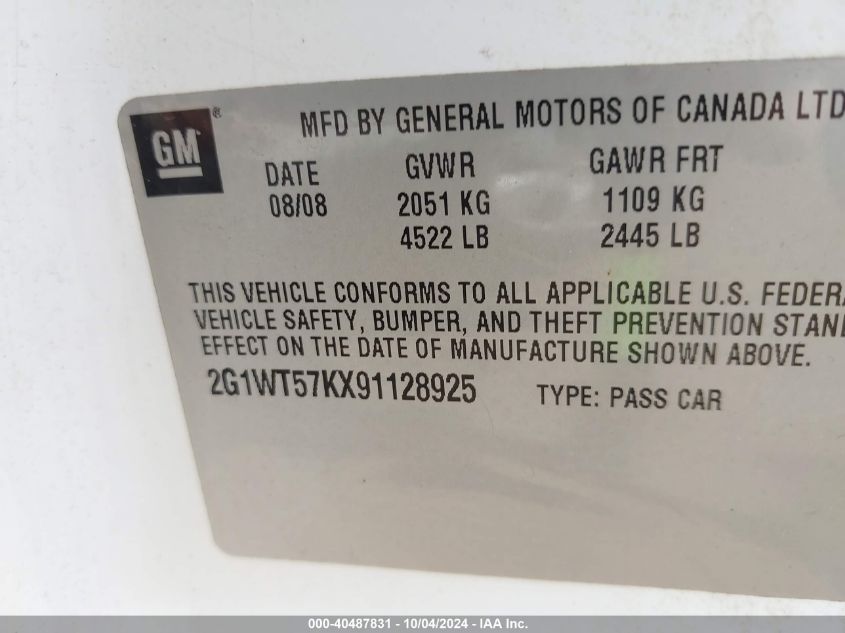 GM ®
MFD BY GENERAL MOTORS OF CANADA LTD
DATE GVWR GAWR FRT
08/08 2051 KG 1109 KG
4522 LB 2445 LB
THIS VEHICLE CONFORMS TO ALL APPLICABLE U.S. FEDERA
VEHICLE SAFETY, BUMPER, AND THEFT PREVENTION STAN
EFFECT ON THE DATE OF MANUFACTURE SHOWN ABOVE.
2G1WT57KX91128925 TYPE: PASS CAR
000-40487831 - 10/04/2024 - IAA Inc.